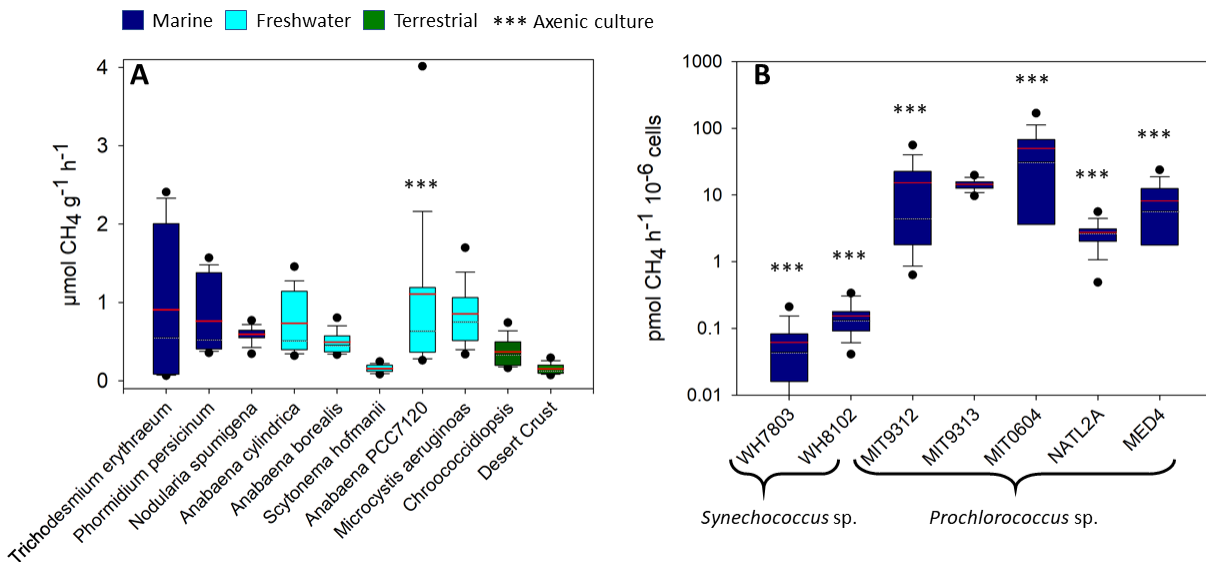 Marine Freshwater Terrestrial *** Axenic culture
A
4
3
2
1
0
µmol CH4 g-1 h-1
***
Trichodesmium erythraeum
Phormidium persicinum
Nodularia spumigena
Anabaena cylindrica
Anabaena borealis
Scytonema hofmanii
Anabaena PCC7120
Microcystis aeruginoas
Chroococcidiopsis
Desert Crust
B
1000
100
10
1
0.1
0.01
pmol CH4 h-1 10-6 cells
***
***
***
***
***
***
WH7803
WH8102
MIT9312
MIT9313
MIT0604
NATL2A
MED4
Synechococcus sp.
Prochlorococcus sp.